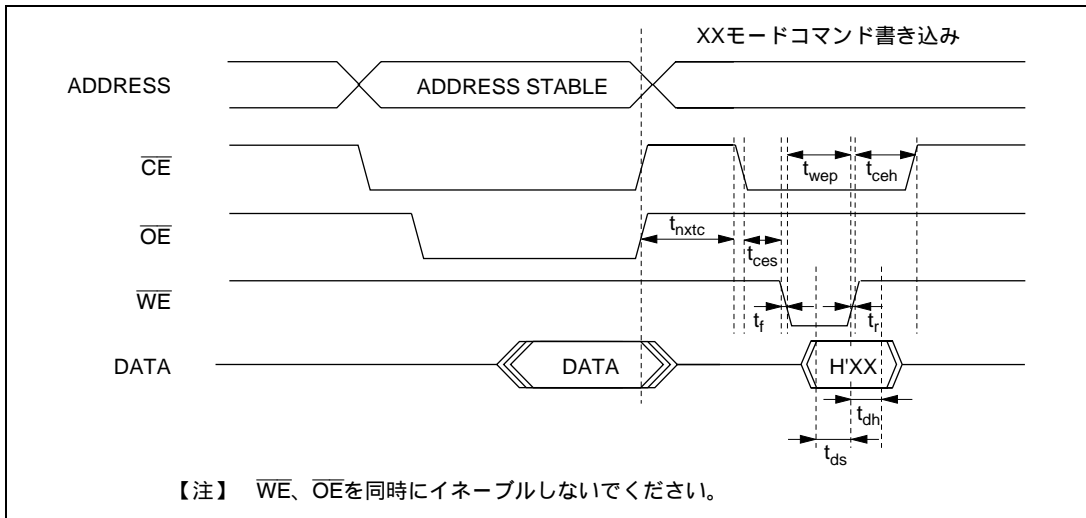 XXモードコマンド書き込み
ADDRESS
ADDRESS STABLE
CE
twep
tceh
OE
tnxtc
tces
WE
tf
tr
DATA
DATA
H'XX
tdh
tds
【注】 WE、OEを同時にイネーブルしないでください。